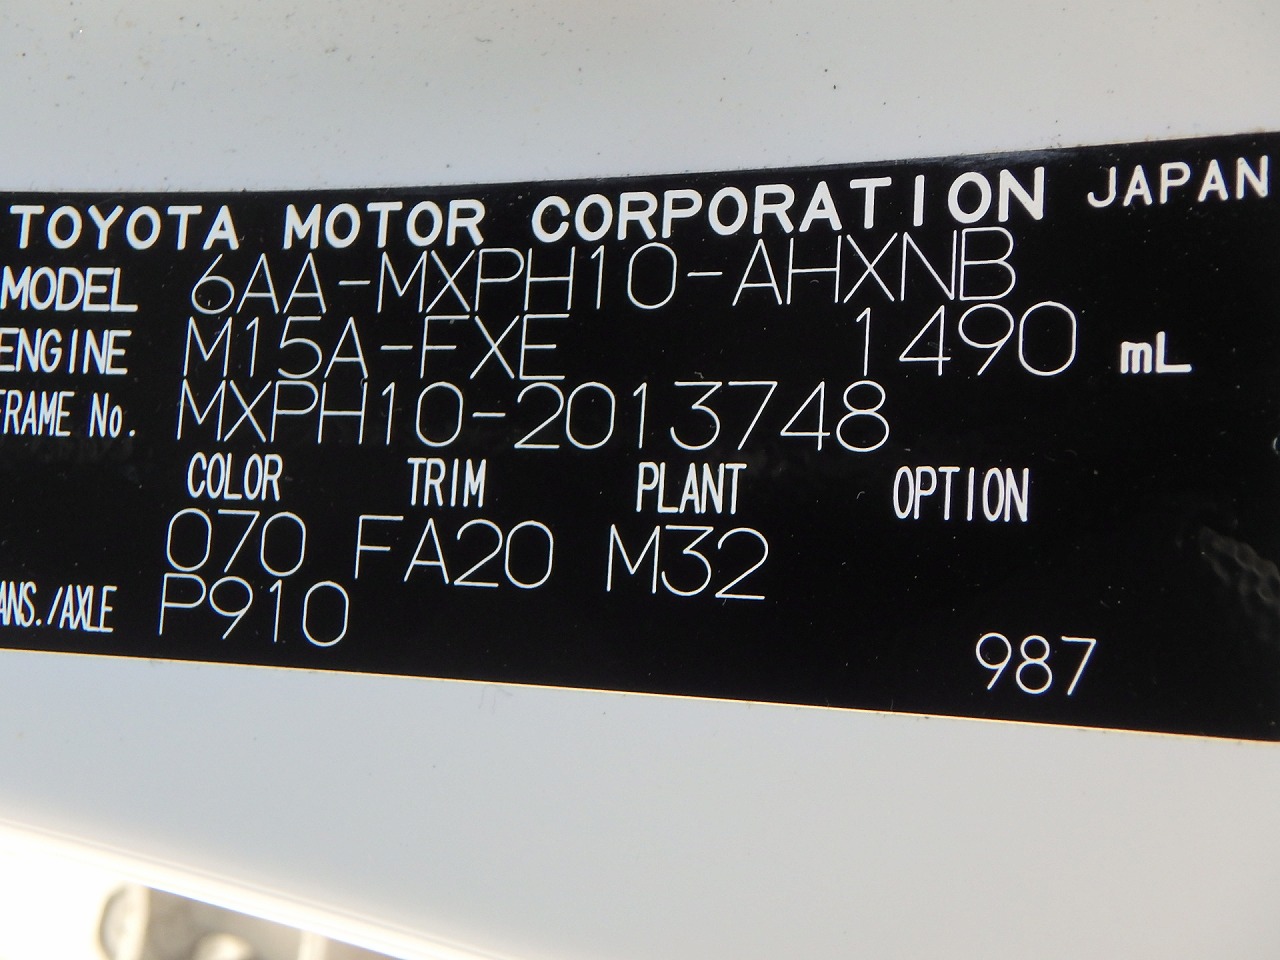 TOYOTA MOTOR CORPORATION JAPAN
MODEL 6AA-MXPH10-AHXNB
ENGINE M15A-FXE 1490 mL
FRAME No. MXPH10-2013748
COLOR TRIM PLANT OPTION
070 FA20 M32
ANS./AXLE P910
987